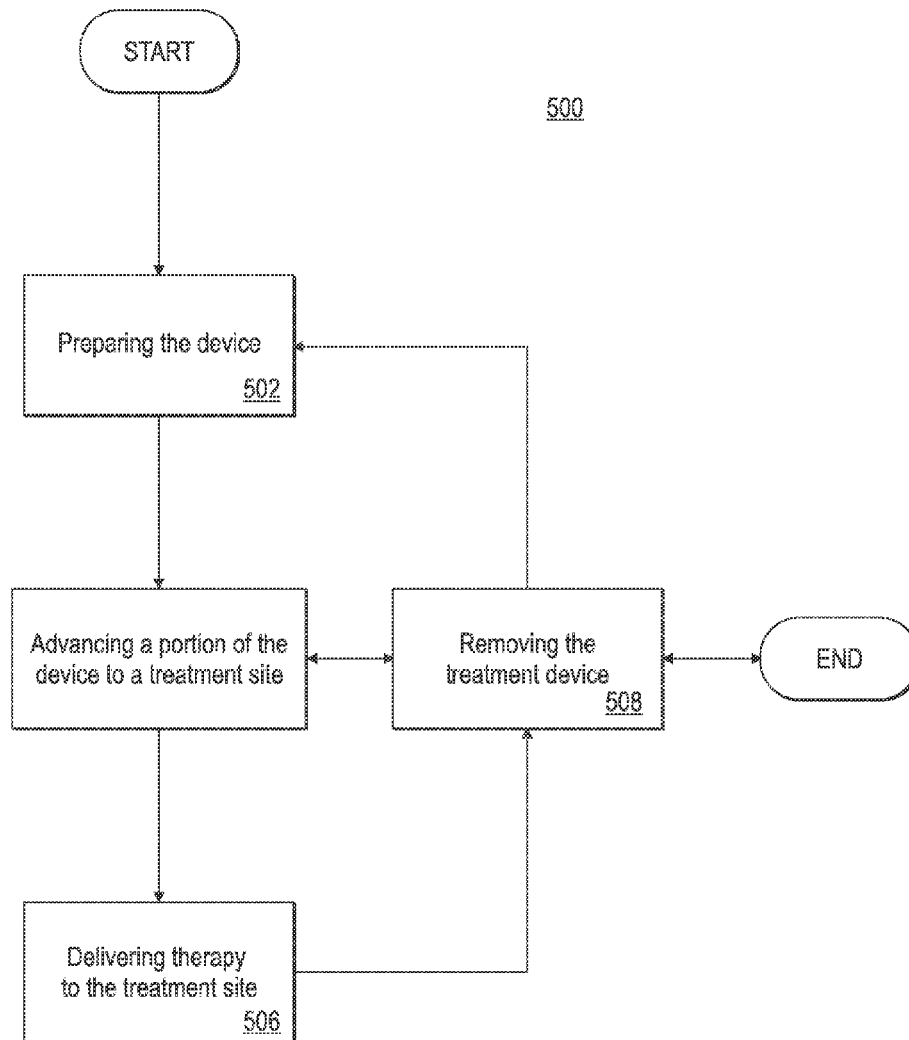 START
500
Preparing the device
502
Advancing a portion of the
device to a treatment site
Removing the
treatment device
508
END
Delivering therapy
to the treatment site
506